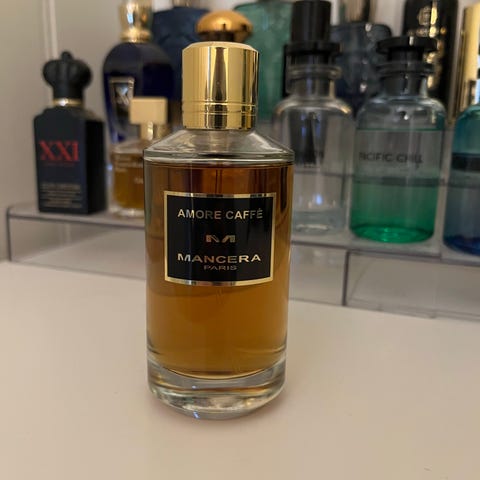 AMORE CAFFÈ
MANCERA
PARIS
XXI
PACIFIC CHILL